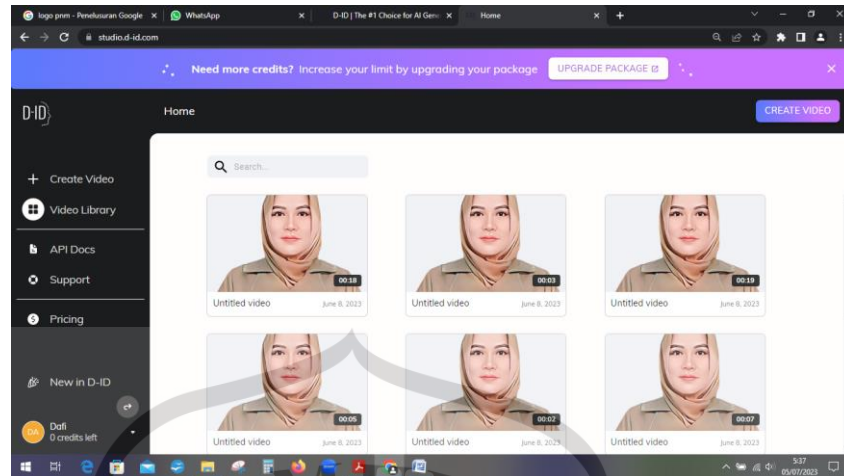 logo pnm - Penelusuran Google
WhatsApp
D-ID | The #1 Choice for AI Gene
Home
studio.d-id.com
Need more credits? Increase your limit by upgrading your package
UPGRADE PACKAGE
D-ID
Home
CREATE VIDEO
Search...
Create Video
Video Library
API Docs
Support
Pricing
New in D-ID
DA
Dafi
0 credits left
00:18
Untitled video
June 8, 2023
00:03
Untitled video
June 8, 2023
00:19
Untitled video
June 8, 2023
00:05
Untitled video
June 8, 2023
00:02
Untitled video
June 8, 2023
00:07
Untitled video
June 8, 2023
5:37
05/07/2023